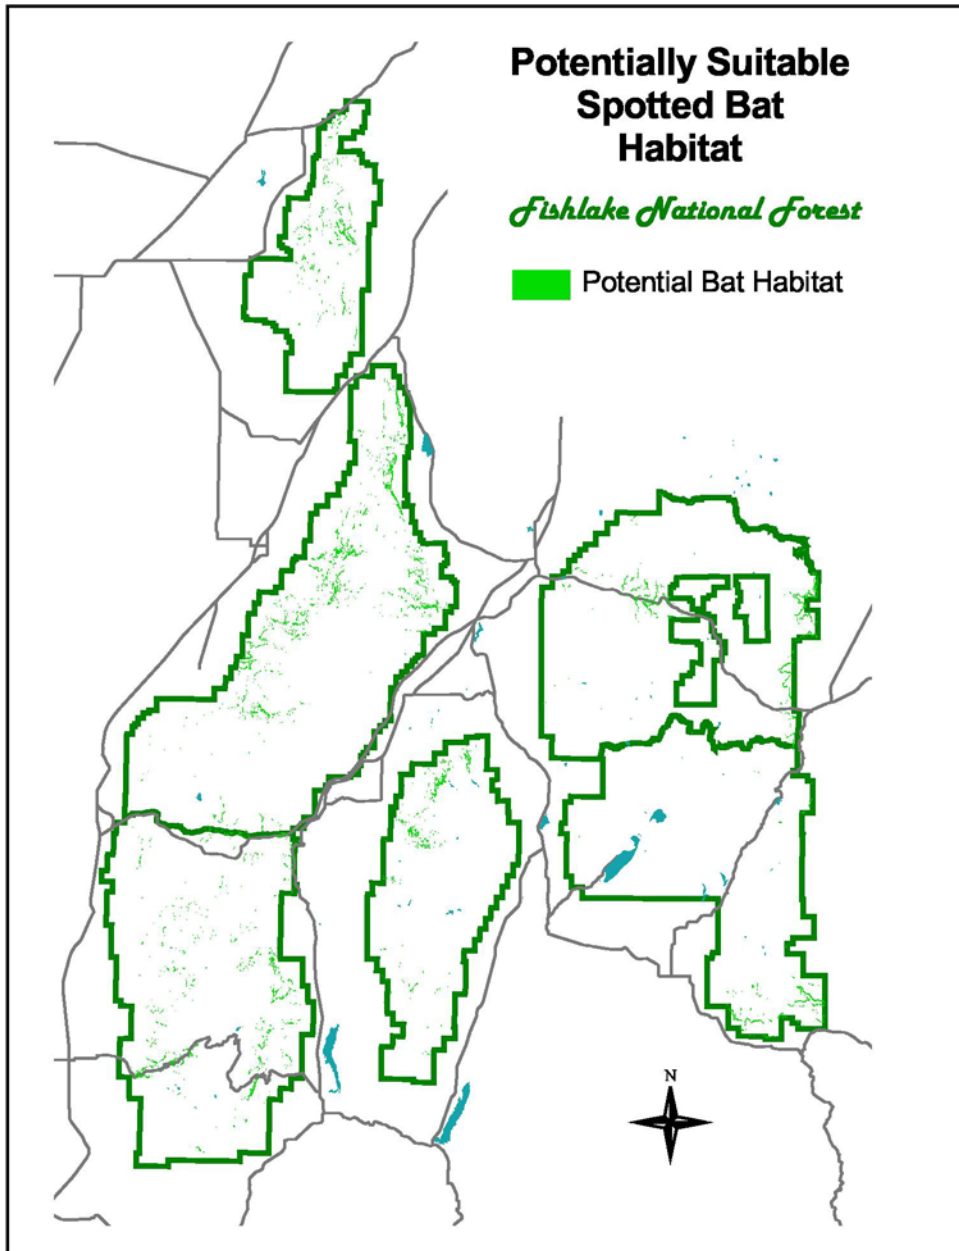 Potentially Suitable
Spotted Bat
Habitat
Fishlake National Forest
Potential Bat Habitat
N